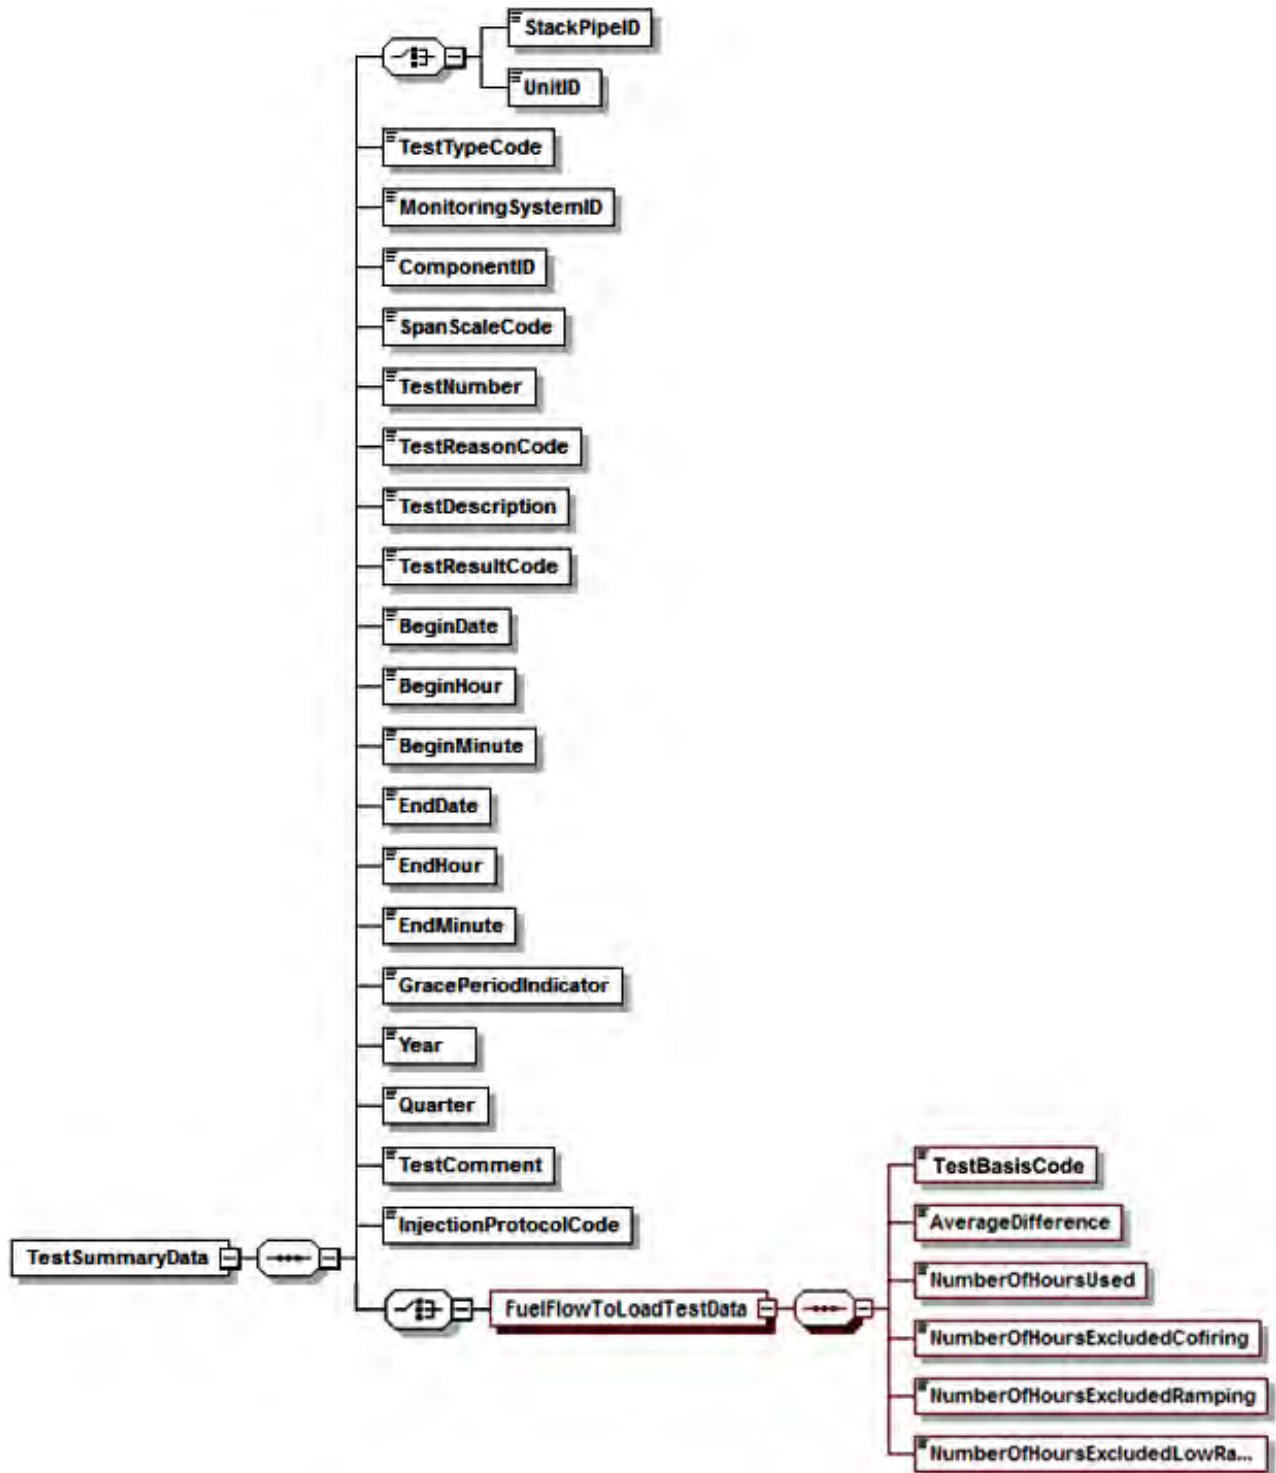 StackPipeID
UnitID
TestTypeCode
MonitoringSystemID
ComponentID
SpanScaleCode
TestNumber
TestReasonCode
TestDescription
TestResultCode
BeginDate
BeginHour
BeginMinute
EndDate
EndHour
EndMinute
GracePeriodIndicator
Year
Quarter
TestComment
InjectionProtocolCode
TestSummaryData
FuelFlowToLoadTestData
TestBasisCode
AverageDifference
NumberOfHoursUsed
NumberOfHoursExcludedCofiring
NumberOfHoursExcludedRamping
NumberOfHoursExcludedLowRa...